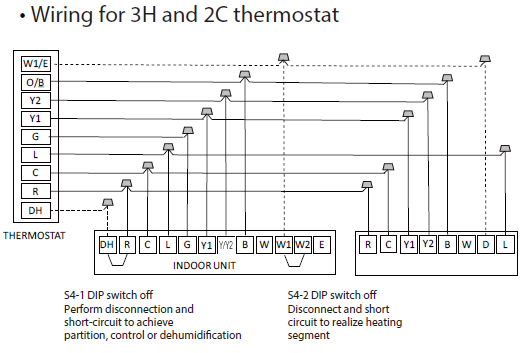 • Wiring for 3H and 2C thermostat
W1/E
O/B
Y2
Y1
G
L
C
R
DH
THERMOSTAT
DH R C L G Y1 Y/Y2 B W W1 W2 E
INDOOR UNIT
R C Y1 Y2 B W D L
S4-1 DIP switch off
Perform disconnection and
short-circuit to achieve
partition, control or dehumidification
S4-2 DIP switch off
Disconnect and short
circuit to realize heating
segment